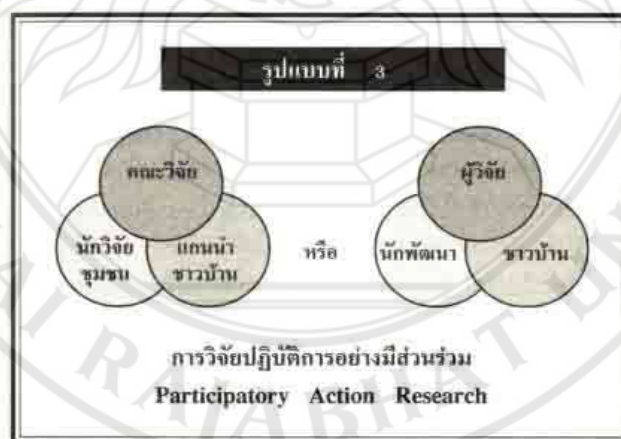 รูปแบบที่ 3
คณะวิจัย
นักวิจัย
ชุมชน
แกนนำ
ชาวบ้าน
หรือ
ผู้วิจัย
นักพัฒนา
ชาวบ้าน
การวิจัยปฏิบัติการอย่างมีส่วนร่วม
Participatory Action Research
RAJABHAT UN